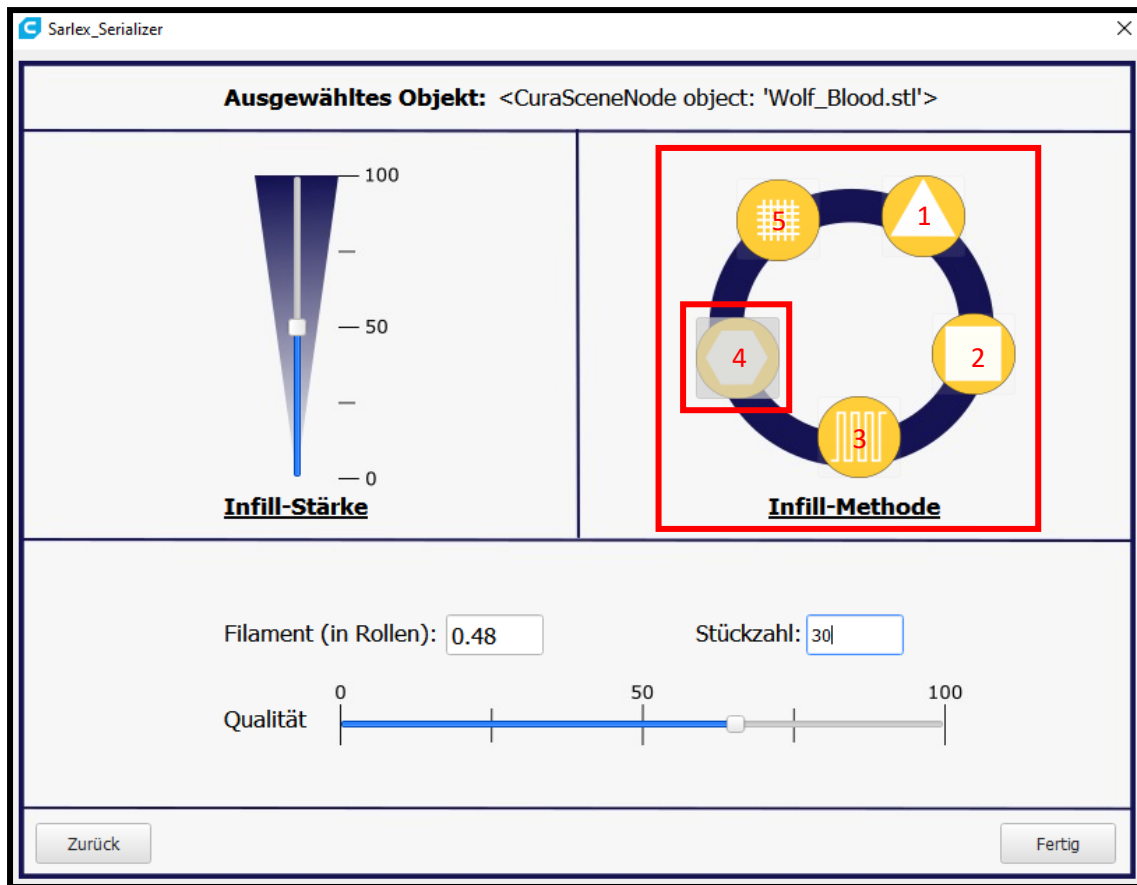 Sarlex_Serializer
Ausgewähltes Objekt: <CuraSceneNode object: 'Wolf_Blood.stl'>
100
50
0
Infill-Stärke
5
1
4
2
3
Infill-Methode
Filament (in Rollen): 0.48
Stückzahl: 30
0 50 100
Qualität
Zurück
Fertig